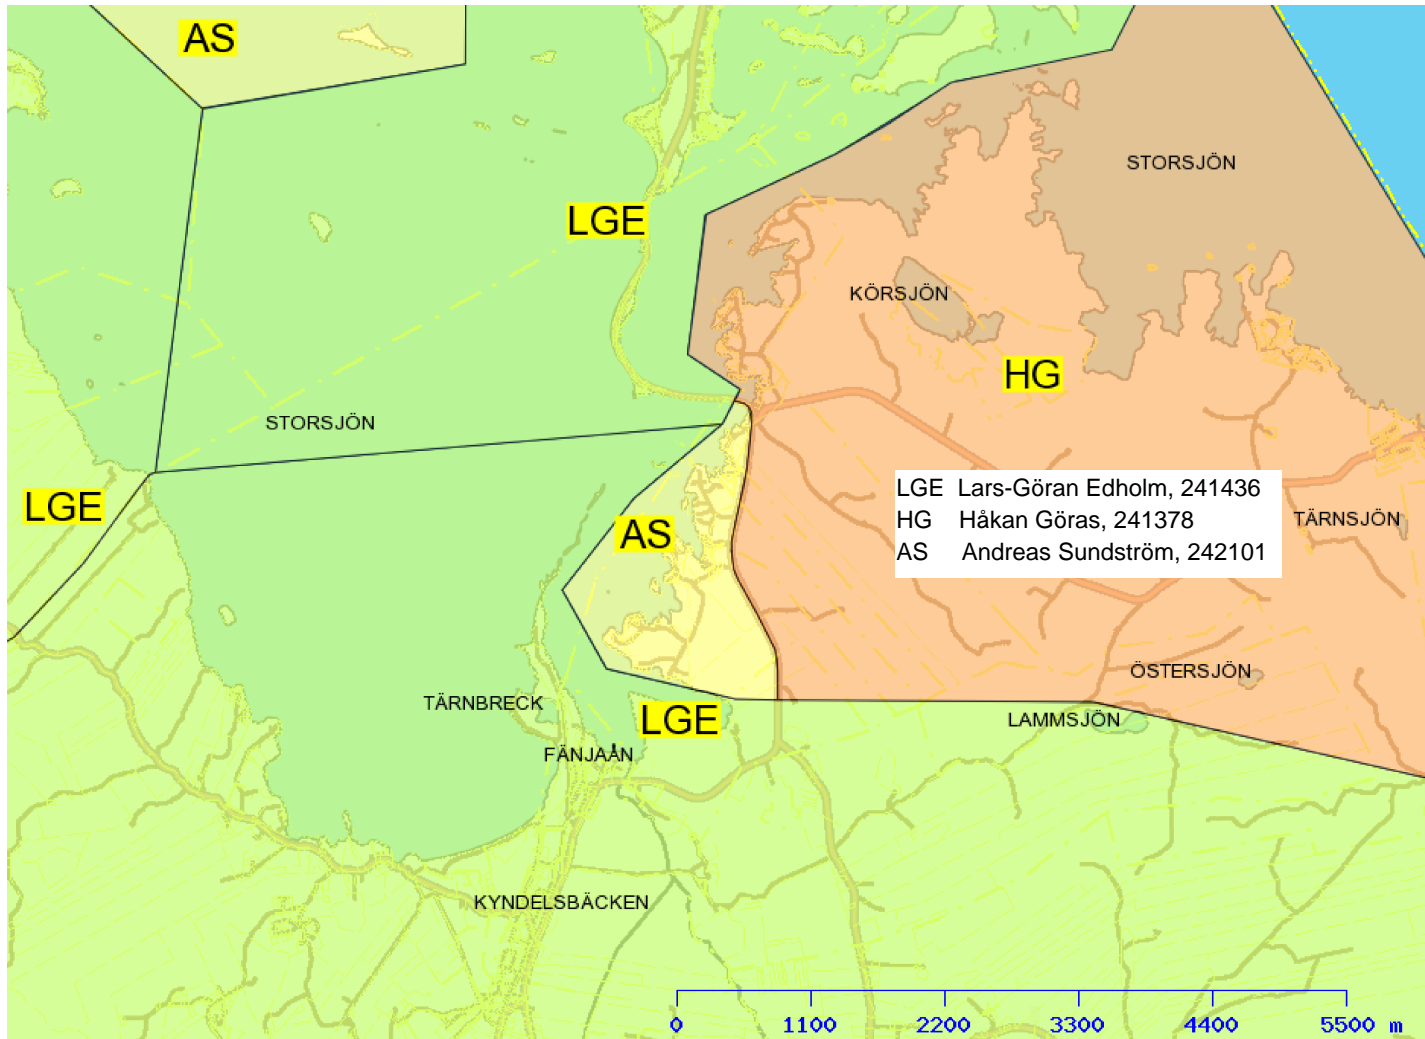 AS
STORSJÖN
LGE
KÖRSJÖN
HG
STORSJÖN
LGE
LGE Lars-Göran Edholm, 241436
HG Håkan Göras, 241378
AS Andreas Sundström, 242101
TÄRNSJÖN
AS
ÖSTERSJÖN
TÄRNBRECK
LGE
LAMMSJÖN
FÄNJAÅN
KYNDELSBÄCKEN
0 1100 2200 3300 4400 5500 m